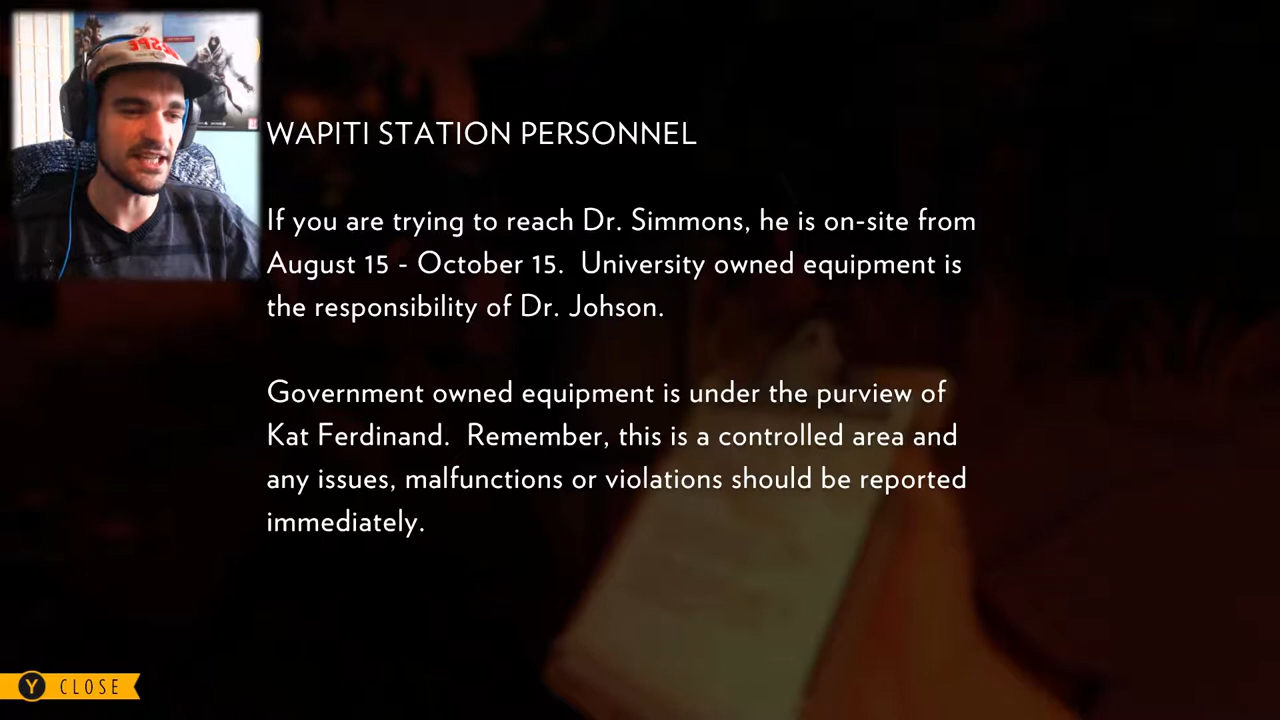 WAPITI STATION PERSONNEL
If you are trying to reach Dr. Simmons, he is on-site from
August 15 - October 15.  University owned equipment is
the responsibility of Dr. Johson.
Government owned equipment is under the purview of
Kat Ferdinand.  Remember, this is a controlled area and
any issues, malfunctions or violations should be reported
immediately.
Y CLOSE